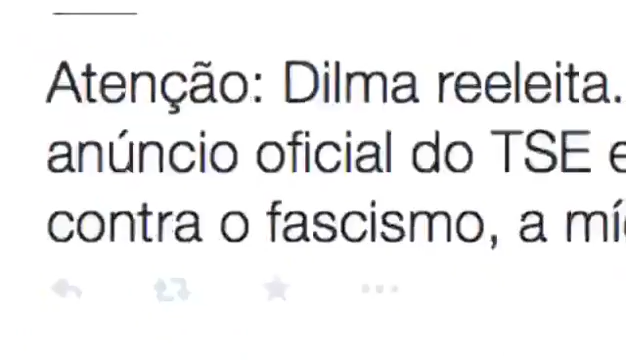 Atenção: Dilma reeleita.
anúncio oficial do TSE e
contra o fascismo, a mí